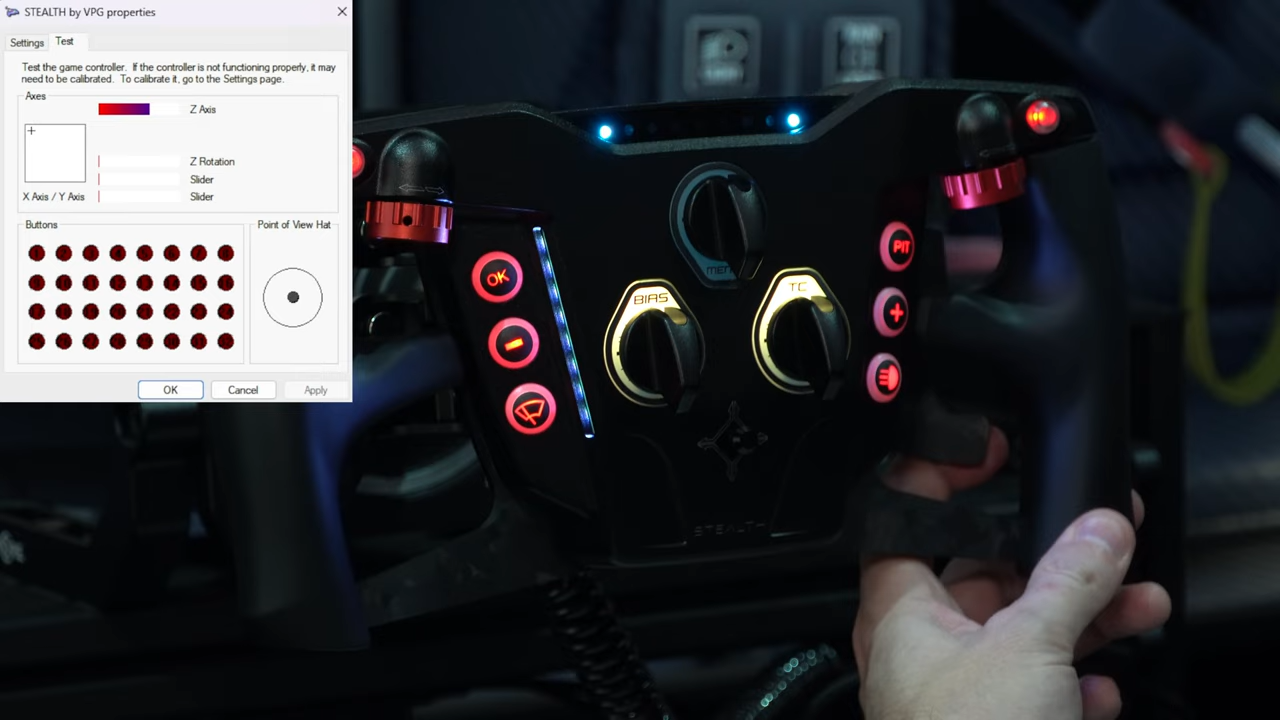 STEALTH by VPG properties
Settings
Test
Test the game controller. If the controller is not functioning properly, it may
need to be calibrated. To calibrate it, go to the Settings page.
Axes
Z Axis
Z Rotation
Slider
X Axis / Y Axis
Slider
Buttons
Point of View Hat
OK
Cancel
Apply
OK
BIAS
TC
PIT
STEALTH